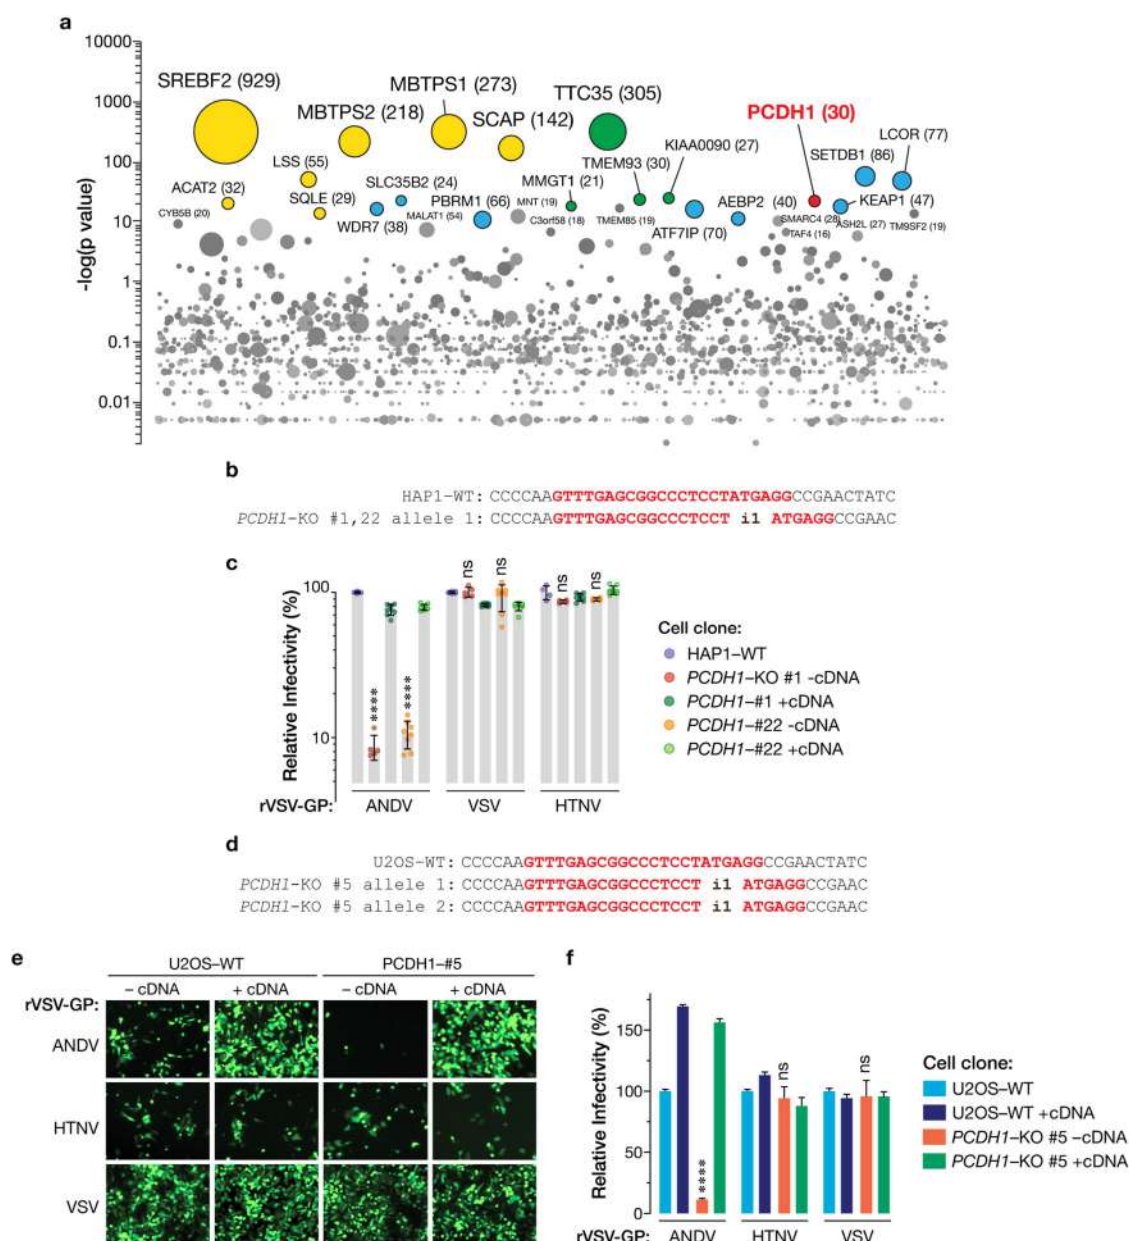 a
10000
1000
100
10
1
0.1
0.01
-log(p value)
SREBF2 (929)
MBTPS2 (218)
MBTPS1 (273)
SCAP (142)
TTC35 (305)
PCDH1 (30)
LCOR (77)
SETDB1 (86)
KIAA0090 (27)
TMEM93 (30)
LSS (55)
ACAT2 (32)
SQLE (29)
SLC35B2 (24)
MMGT1 (21)
CYB5B (20)
WDR7 (38)
MALAT1 (54)
PBRM1 (66)
MNT (19)
C3orf58 (18)
TMEM85 (19)
ATF7IP (70)
AEBP2 (40)
SMARC4 (28)
TAF4 (16)
KEAP1 (47)
ASH2L (27)
TM9SF2 (19)
b
HAP1-WT: CCCCAAGTTTGAGCGGCCCTCCTATGAGGCCGAACTATC
PCDH1-KO #1,22 allele 1: CCCCAAGTTTGAGCGGCCCTCCT i1 ATGAGGCCGAAC
c
Relative Infectivity (%)
100
10
****
****
ns
ns
ns
ns
rVSV-GP: ANDV VSV HTNV
Cell clone:
HAP1–WT
PCDH1–KO #1 -cDNA
PCDH1–#1 +cDNA
PCDH1–#22 -cDNA
PCDH1–#22 +cDNA
d
U2OS-WT: CCCCAAGTTTGAGCGGCCCTCCTATGAGGCCGAACTATC
PCDH1-KO #5 allele 1: CCCCAAGTTTGAGCGGCCCTCCT i1 ATGAGGCCGAAC
PCDH1-KO #5 allele 2: CCCCAAGTTTGAGCGGCCCTCCT i1 ATGAGGCCGAAC
e
U2OS–WT PCDH1–#5
– cDNA + cDNA – cDNA + cDNA
rVSV-GP:
ANDV
HTNV
VSV
f
Relative Infectivity (%)
150
100
50
0
****
ns
ns
rVSV-GP: ANDV HTNV VSV
Cell clone:
U2OS–WT
U2OS–WT +cDNA
PCDH1–KO #5 -cDNA
PCDH1–KO #5 +cDNA